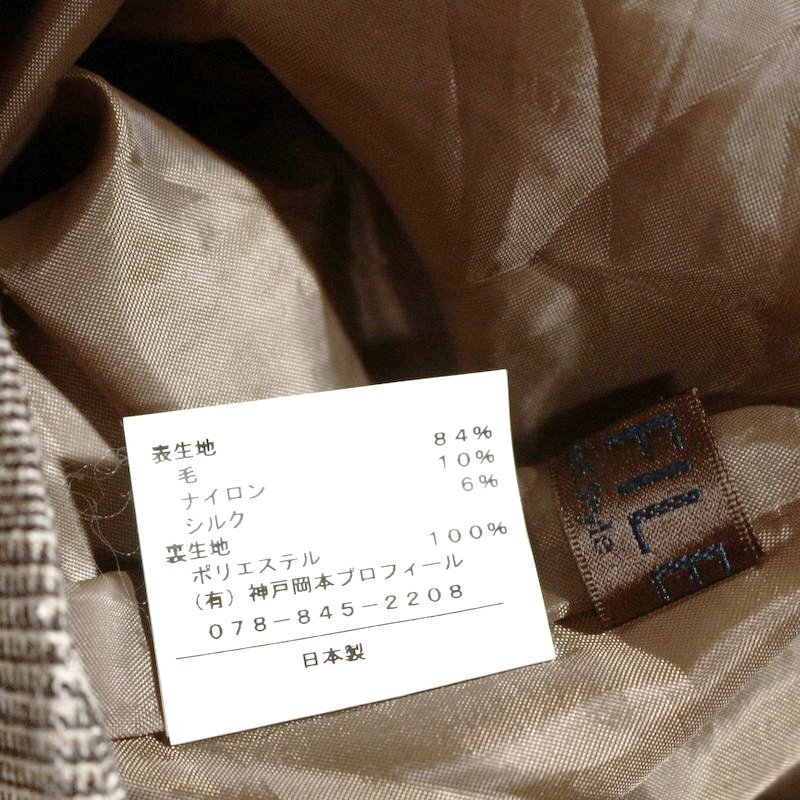 表生地
毛 84%
ナイロン 10%
シルク 6%
裏生地
ポリエステル 100%
(有)神戸岡本プロフィール
078-845-2208
日本製
FILE
Style